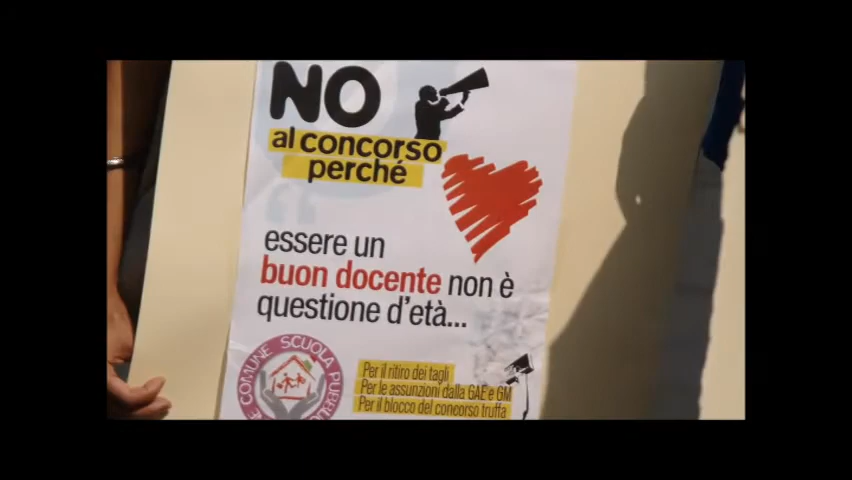 NO
al concorso
perché
essere un
buon docente non è
questione d'età...
E COMUNE SCUOLA PUBBLIC
Per il ritiro dei tagli
Per le assunzioni dalla GAE e GM
Per il blocco del concorso truffa